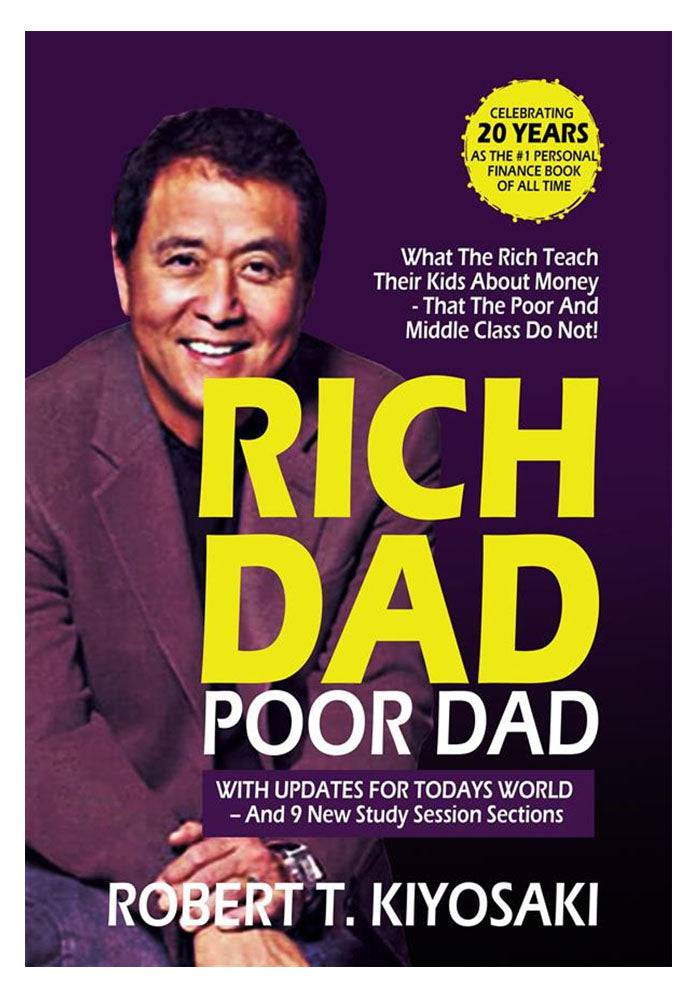 CELEBRATING
20 YEARS
AS THE #1 PERSONAL
FINANCE BOOK
OF ALL TIME
What The Rich Teach
Their Kids About Money
- That The Poor And
Middle Class Do Not!
RICH
DAD
POOR DAD
WITH UPDATES FOR TODAYS WORLD
– And 9 New Study Session Sections
ROBERT T. KIYOSAKI